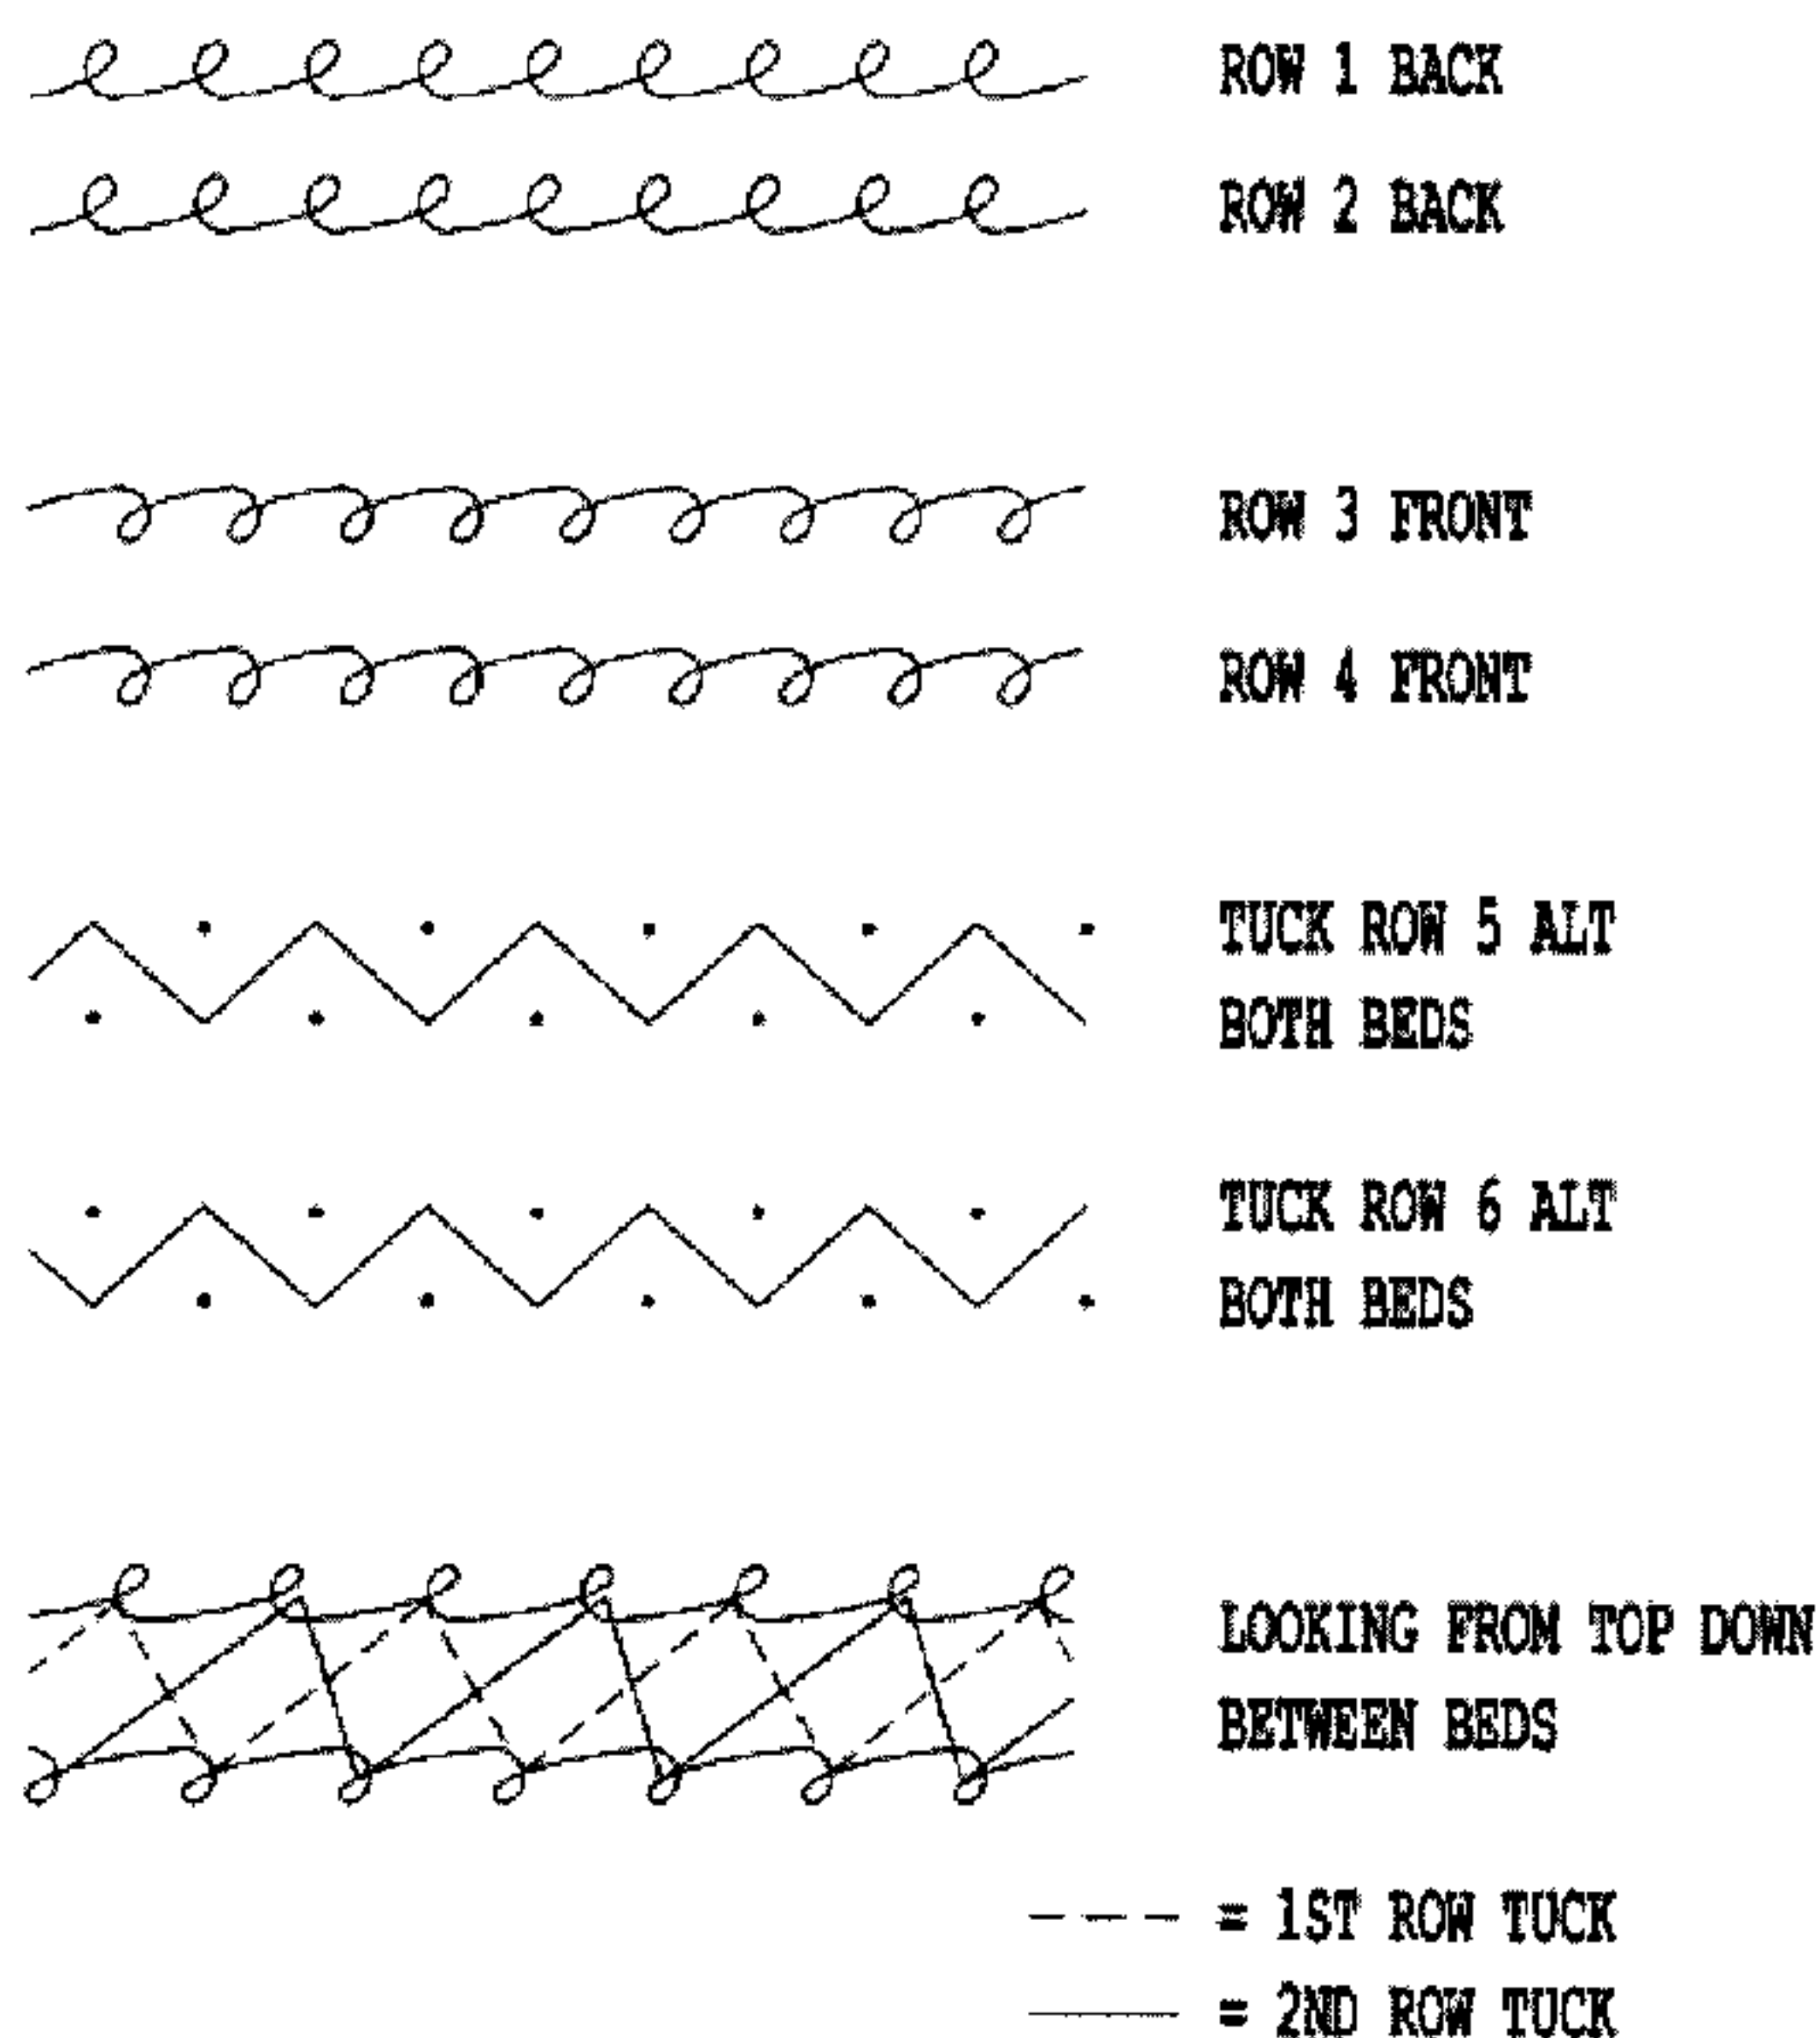 ROW 1 BACK
ROW 2 BACK
ROW 3 FRONT
ROW 4 FRONT
TUCK ROW 5 ALT
BOTH BEDS
TUCK ROW 6 ALT
BOTH BEDS
LOOKING FROM TOP DOWN
BETWEEN BEDS
= 1ST ROW TUCK
= 2ND ROW TUCK